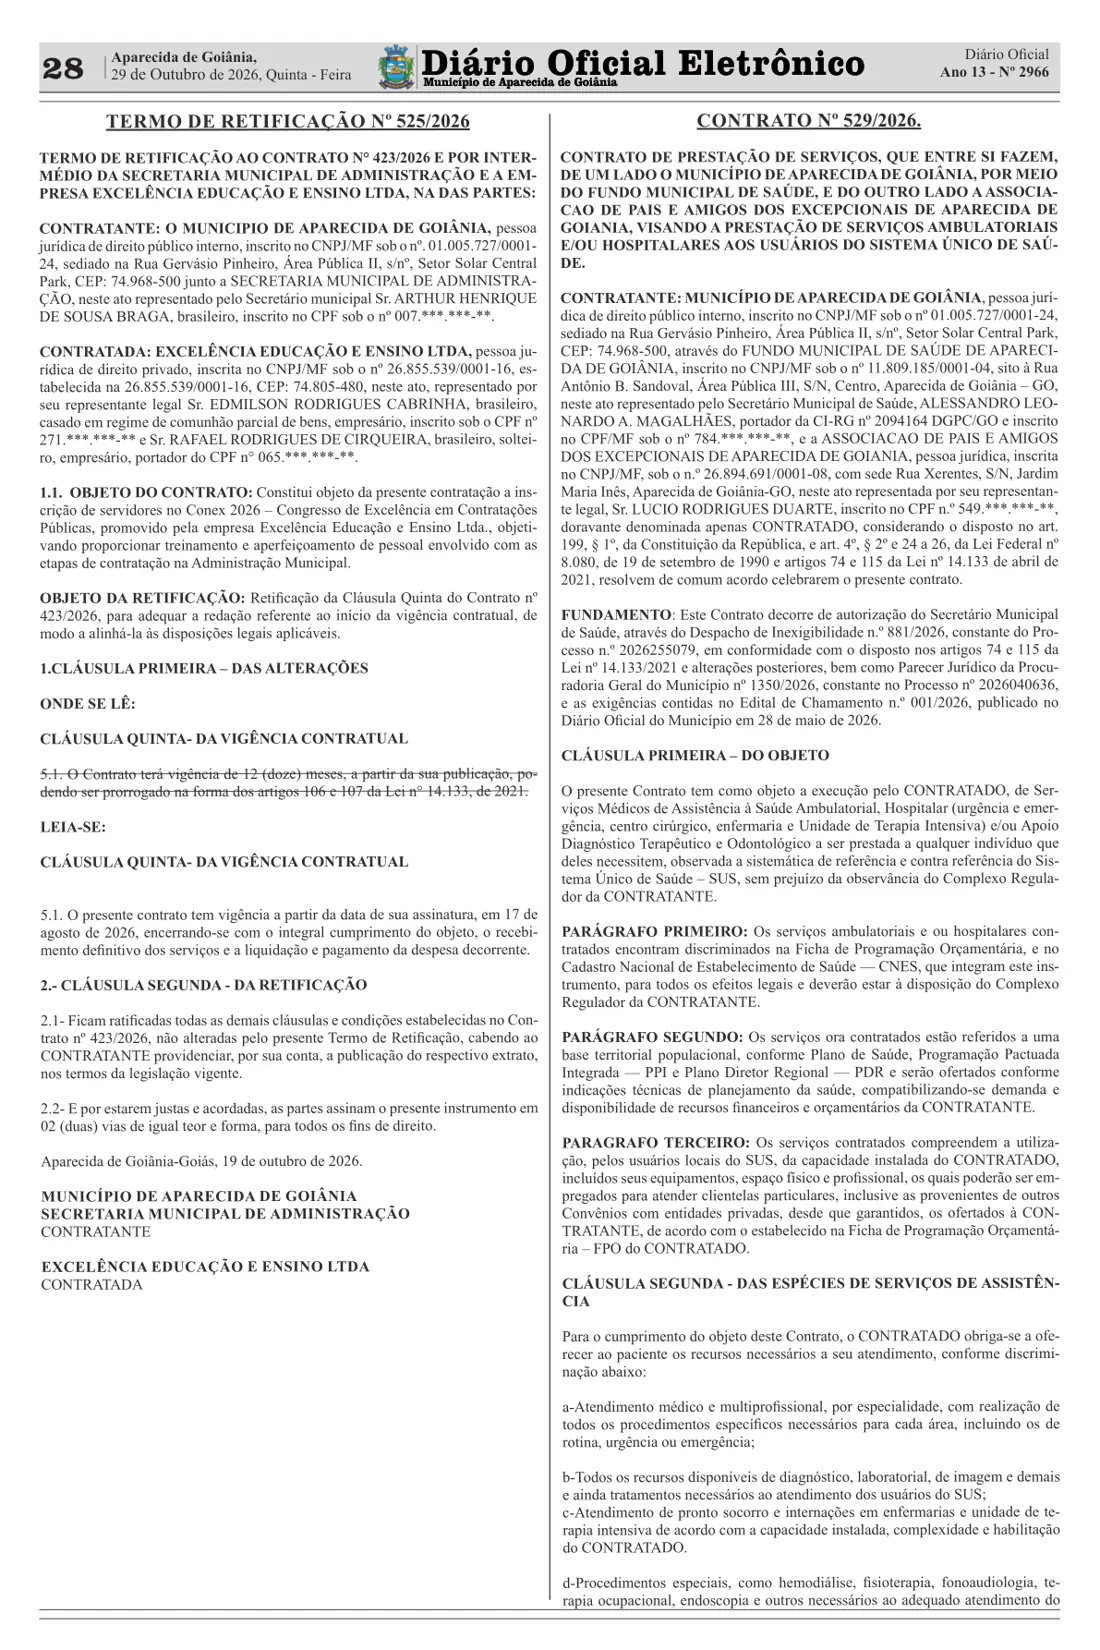 28
Aparecida de Goiânia,
29 de Outubro de 2026, Quinta - Feira
Diário Oficial Eletrônico
Município de Aparecida de Goiânia
Diário Oficial
Ano 13 - Nº 2966
TERMO DE RETIFICAÇÃO Nº 525/2026
TERMO DE RETIFICAÇÃO AO CONTRATO N° 423/2026 E POR INTER-
MÉDIO DA SECRETARIA MUNICIPAL DE ADMINISTRAÇÃO E A EM-
PRESA EXCELÊNCIA EDUCAÇÃO E ENSINO LTDA, NA DAS PARTES:
CONTRATANTE: O MUNICIPIO DE APARECIDA DE GOIÂNIA, pessoa
jurídica de direito público interno, inscrito no CNPJ/MF sob o nº. 01.005.727/0001-
24, sediado na Rua Gervásio Pinheiro, Área Pública II, s/nº, Setor Solar Central
Park, CEP: 74.968-500 junto a SECRETARIA MUNICIPAL DE ADMINISTRA-
ÇÃO, neste ato representado pelo Secretário municipal Sr. ARTHUR HENRIQUE
DE SOUSA BRAGA, brasileiro, inscrito no CPF sob o nº 007.***.***-**.
CONTRATADA: EXCELÊNCIA EDUCAÇÃO E ENSINO LTDA, pessoa ju-
rídica de direito privado, inscrita no CNPJ/MF sob o nº 26.855.539/0001-16, es-
tabelecida na 26.855.539/0001-16, CEP: 74.805-480, neste ato, representado por
seu representante legal Sr. EDMILSON RODRIGUES CABRINHA, brasileiro,
casado em regime de comunhão parcial de bens, empresário, inscrito sob o CPF nº
271.***.***-** e Sr. RAFAEL RODRIGUES DE CIRQUEIRA, brasileiro, soltei-
ro, empresário, portador do CPF n° 065.***.***-**.
1.1. OBJETO DO CONTRATO: Constitui objeto da presente contratação a ins-
crição de servidores no Conex 2026 – Congresso de Excelência em Contratações
Públicas, promovido pela empresa Excelência Educação e Ensino Ltda., objeti-
vando proporcionar treinamento e aperfeiçoamento de pessoal envolvido com as
etapas de contratação na Administração Municipal.
OBJETO DA RETIFICAÇÃO: Retificação da Cláusula Quinta do Contrato nº
423/2026, para adequar a redação referente ao início da vigência contratual, de
modo a alinhá-la às disposições legais aplicáveis.
1.CLÁUSULA PRIMEIRA – DAS ALTERAÇÕES
ONDE SE LÊ:
CLÁUSULA QUINTA- DA VIGÊNCIA CONTRATUAL
5.1. O Contrato terá vigência de 12 (doze) meses, a partir da sua publicação, po-
dendo ser prorrogado na forma dos artigos 106 e 107 da Lei n° 14.133, de 2021.
LEIA-SE:
CLÁUSULA QUINTA- DA VIGÊNCIA CONTRATUAL
5.1. O presente contrato tem vigência a partir da data de sua assinatura, em 17 de
agosto de 2026, encerrando-se com o integral cumprimento do objeto, o recebi-
mento definitivo dos serviços e a liquidação e pagamento da despesa decorrente.
2.- CLÁUSULA SEGUNDA - DA RETIFICAÇÃO
2.1- Ficam ratificadas todas as demais cláusulas e condições estabelecidas no Con-
trato nº 423/2026, não alteradas pelo presente Termo de Retificação, cabendo ao
CONTRATANTE providenciar, por sua conta, a publicação do respectivo extrato,
nos termos da legislação vigente.
2.2- E por estarem justas e acordadas, as partes assinam o presente instrumento em
02 (duas) vias de igual teor e forma, para todos os fins de direito.
Aparecida de Goiânia-Goiás, 19 de outubro de 2026.
MUNICÍPIO DE APARECIDA DE GOIÂNIA
SECRETARIA MUNICIPAL DE ADMINISTRAÇÃO
CONTRATANTE
EXCELÊNCIA EDUCAÇÃO E ENSINO LTDA
CONTRATADA
CONTRATO Nº 529/2026.
CONTRATO DE PRESTAÇÃO DE SERVIÇOS, QUE ENTRE SI FAZEM,
DE UM LADO O MUNICÍPIO DE APARECIDA DE GOIÂNIA, POR MEIO
DO FUNDO MUNICIPAL DE SAÚDE, E DO OUTRO LADO A ASSOCIA-
CAO DE PAIS E AMIGOS DOS EXCEPCIONAIS DE APARECIDA DE
GOIANIA, VISANDO A PRESTAÇÃO DE SERVIÇOS AMBULATORIAIS
E/OU HOSPITALARES AOS USUÁRIOS DO SISTEMA ÚNICO DE SAÚ-
DE.
CONTRATANTE: MUNICÍPIO DE APARECIDA DE GOIÂNIA, pessoa jurí-
dica de direito público interno, inscrito no CNPJ/MF sob o nº 01.005.727/0001-24,
sediado na Rua Gervásio Pinheiro, Área Pública II, s/nº, Setor Solar Central Park,
CEP: 74.968-500, através do FUNDO MUNICIPAL DE SAÚDE DE APARECI-
DA DE GOIÂNIA, inscrito no CNPJ/MF sob o nº 11.809.185/0001-04, sito à Rua
Antônio B. Sandoval, Área Pública III, S/N, Centro, Aparecida de Goiânia – GO,
neste ato representado pelo Secretário Municipal de Saúde, ALESSANDRO LEO-
NARDO A. MAGALHÃES, portador da CI-RG nº 2094164 DGPC/GO e inscrito
no CPF/MF sob o nº 784.***.***-**, e a ASSOCIACAO DE PAIS E AMIGOS
DOS EXCEPCIONAIS DE APARECIDA DE GOIANIA, pessoa jurídica, inscrita
no CNPJ/MF, sob o n.º 26.894.691/0001-08, com sede Rua Xerentes, S/N, Jardim
Maria Inês, Aparecida de Goiânia-GO, neste ato representada por seu representan-
te legal, Sr. LUCIO RODRIGUES DUARTE, inscrito no CPF n.º 549.***.***-**,
doravante denominada apenas CONTRATADO, considerando o disposto no art.
199, § 1º, da Constituição da República, e art. 4º, § 2º e 24 a 26, da Lei Federal nº
8.080, de 19 de setembro de 1990 e artigos 74 e 115 da Lei nº 14.133 de abril de
2021, resolvem de comum acordo celebrarem o presente contrato.
FUNDAMENTO: Este Contrato decorre de autorização do Secretário Municipal
de Saúde, através do Despacho de Inexigibilidade n.º 881/2026, constante do Pro-
cesso n.º 2026255079, em conformidade com o disposto nos artigos 74 e 115 da
Lei nº 14.133/2021 e alterações posteriores, bem como Parecer Jurídico da Procu-
radoria Geral do Município nº 1350/2026, constante no Processo nº 2026040636,
e as exigências contidas no Edital de Chamamento n.º 001/2026, publicado no
Diário Oficial do Município em 28 de maio de 2026.
CLÁUSULA PRIMEIRA – DO OBJETO
O presente Contrato tem como objeto a execução pelo CONTRATADO, de Ser-
viços Médicos de Assistência à Saúde Ambulatorial, Hospitalar (urgência e emer-
gência, centro cirúrgico, enfermaria e Unidade de Terapia Intensiva) e/ou Apoio
Diagnóstico Terapêutico e Odontológico a ser prestada a qualquer indivíduo que
deles necessitem, observada a sistemática de referência e contra referência do Sis-
tema Único de Saúde – SUS, sem prejuízo da observância do Complexo Regula-
dor da CONTRATANTE.
PARÁGRAFO PRIMEIRO: Os serviços ambulatoriais e ou hospitalares con-
tratados encontram discriminados na Ficha de Programação Orçamentária, e no
Cadastro Nacional de Estabelecimento de Saúde — CNES, que integram este ins-
trumento, para todos os efeitos legais e deverão estar à disposição do Complexo
Regulador da CONTRATANTE.
PARÁGRAFO SEGUNDO: Os serviços ora contratados estão referidos a uma
base territorial populacional, conforme Plano de Saúde, Programação Pactuada
Integrada — PPI e Plano Diretor Regional — PDR e serão ofertados conforme
indicações técnicas de planejamento da saúde, compatibilizando-se demanda e
disponibilidade de recursos financeiros e orçamentários da CONTRATANTE.
PARAGRAFO TERCEIRO: Os serviços contratados compreendem a utiliza-
ção, pelos usuários locais do SUS, da capacidade instalada do CONTRATADO,
incluídos seus equipamentos, espaço físico e profissional, os quais poderão ser em-
pregados para atender clientelas particulares, inclusive as provenientes de outros
Convênios com entidades privadas, desde que garantidos, os ofertados à CON-
TRATANTE, de acordo com o estabelecido na Ficha de Programação Orçamentá-
ria – FPO do CONTRATADO.
CLÁUSULA SEGUNDA - DAS ESPÉCIES DE SERVIÇOS DE ASSISTÊN-
CIA
Para o cumprimento do objeto deste Contrato, o CONTRATADO obriga-se a ofe-
recer ao paciente os recursos necessários a seu atendimento, conforme discrimi-
nação abaixo:
a-Atendimento médico e multiprofissional, por especialidade, com realização de
todos os procedimentos específicos necessários para cada área, incluindo os de
rotina, urgência ou emergência;
b-Todos os recursos disponíveis de diagnóstico, laboratorial, de imagem e demais
e ainda tratamentos necessários ao atendimento dos usuários do SUS;
c-Atendimento de pronto socorro e internações em enfermarias e unidade de te-
rapia intensiva de acordo com a capacidade instalada, complexidade e habilitação
do CONTRATADO.
d-Procedimentos especiais, como hemodiálise, fisioterapia, fonoaudiologia, te-
rapia ocupacional, endoscopia e outros necessários ao adequado atendimento do